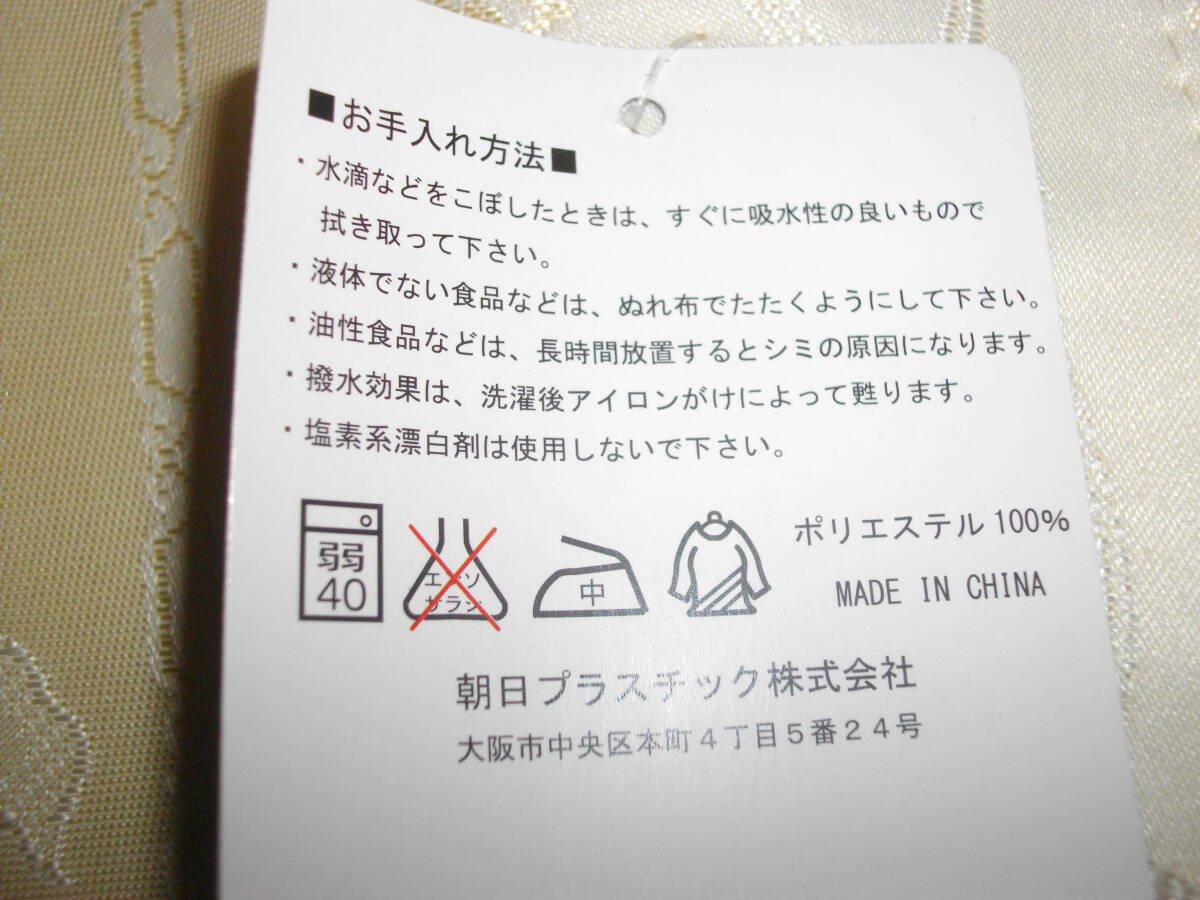 ■お手入れ方法■
・水滴などをこぼしたときは、すぐに吸水性の良いもので
拭き取って下さい。
・液体でない食品などは、ぬれ布でたたくようにして下さい。
・油性食品などは、長時間放置するとシミの原因になります。
・撥水効果は、洗濯後アイロンがけによって甦ります。
・塩素系漂白剤は使用しないで下さい。
弱
40
エンソ
サラシ
中
ポリエステル100%
MADE IN CHINA
朝日プラスチック株式会社
大阪市中央区本町4丁目5番24号